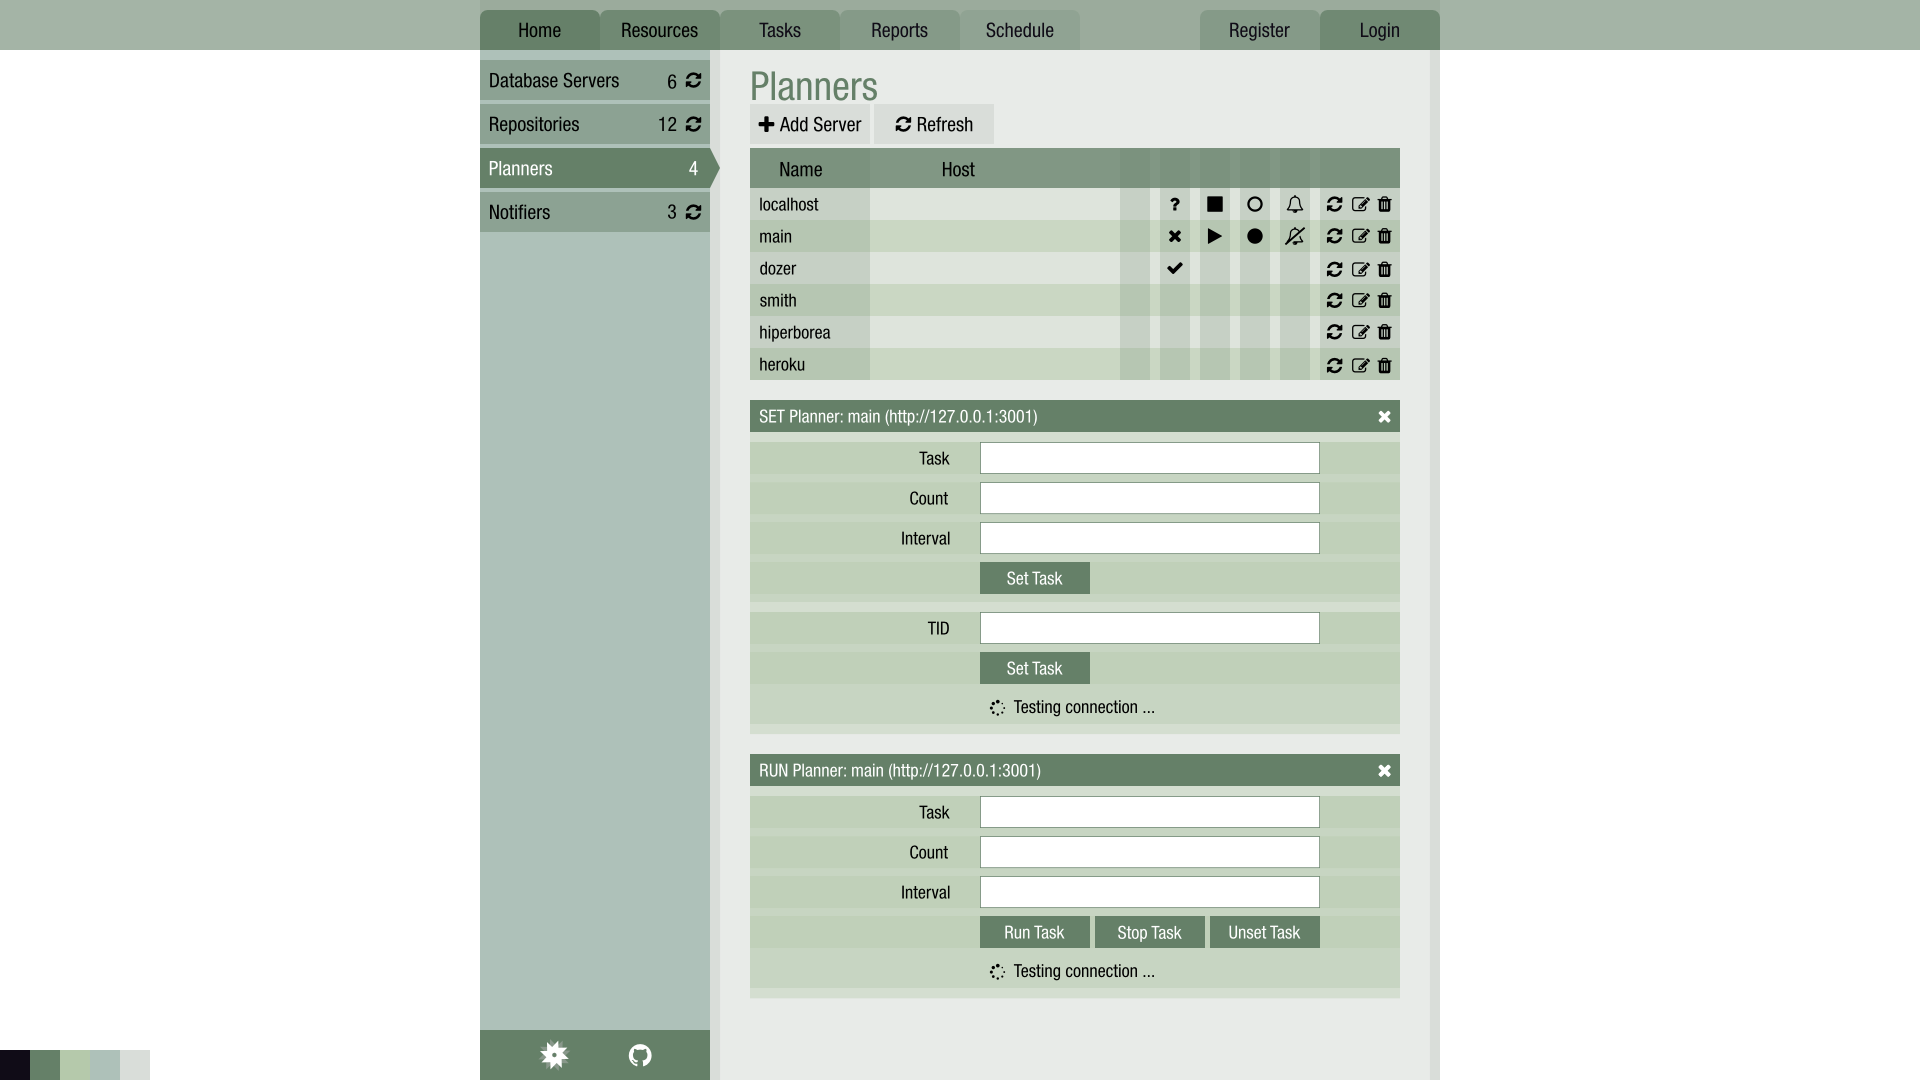 Home Resources Tasks Reports Schedule Register Login
Database Servers 6
Repositories 12
Planners 4
Notifiers 3
Planners
Add Server Refresh
Name Host
localhost ?
main
dozer
smith
hiperborea
heroku
SET Planner: main (http://127.0.0.1:3001)
Task
Count
Interval
Set Task
TID
Set Task
Testing connection ...
RUN Planner: main (http://127.0.0.1:3001)
Task
Count
Interval
Run Task Stop Task Unset Task
Testing connection ...